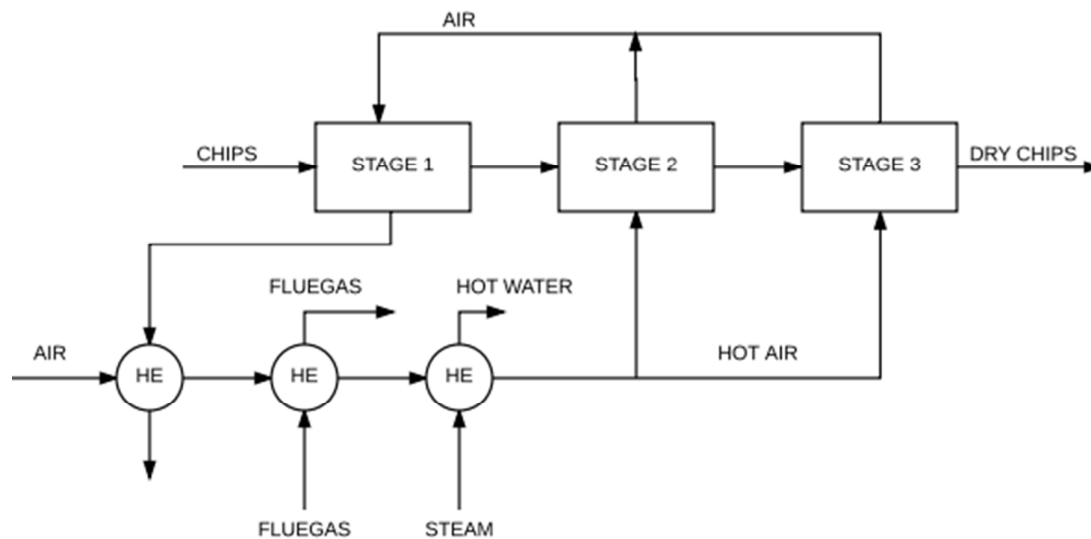 AIR
CHIPS
STAGE 1
STAGE 2
STAGE 3
DRY CHIPS
FLUEGAS
HOT WATER
AIR
HE
HE
HE
HOT AIR
FLUEGAS
STEAM